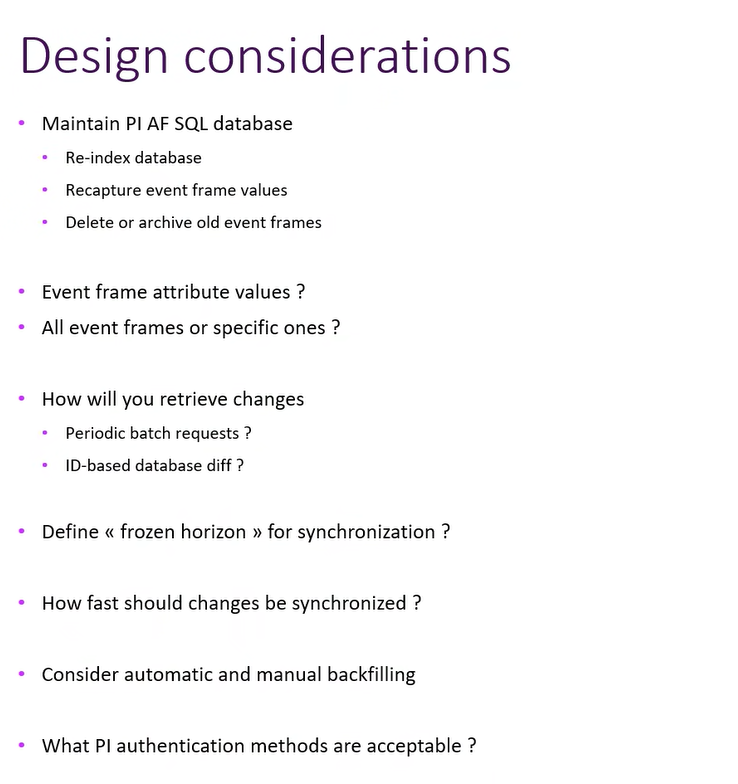 Design considerations
• Maintain PI AF SQL database
• Re-index database
• Recapture event frame values
• Delete or archive old event frames
• Event frame attribute values ?
• All event frames or specific ones ?
• How will you retrieve changes
• Periodic batch requests ?
• ID-based database diff ?
• Define « frozen horizon » for synchronization ?
• How fast should changes be synchronized ?
• Consider automatic and manual backfilling
• What PI authentication methods are acceptable ?